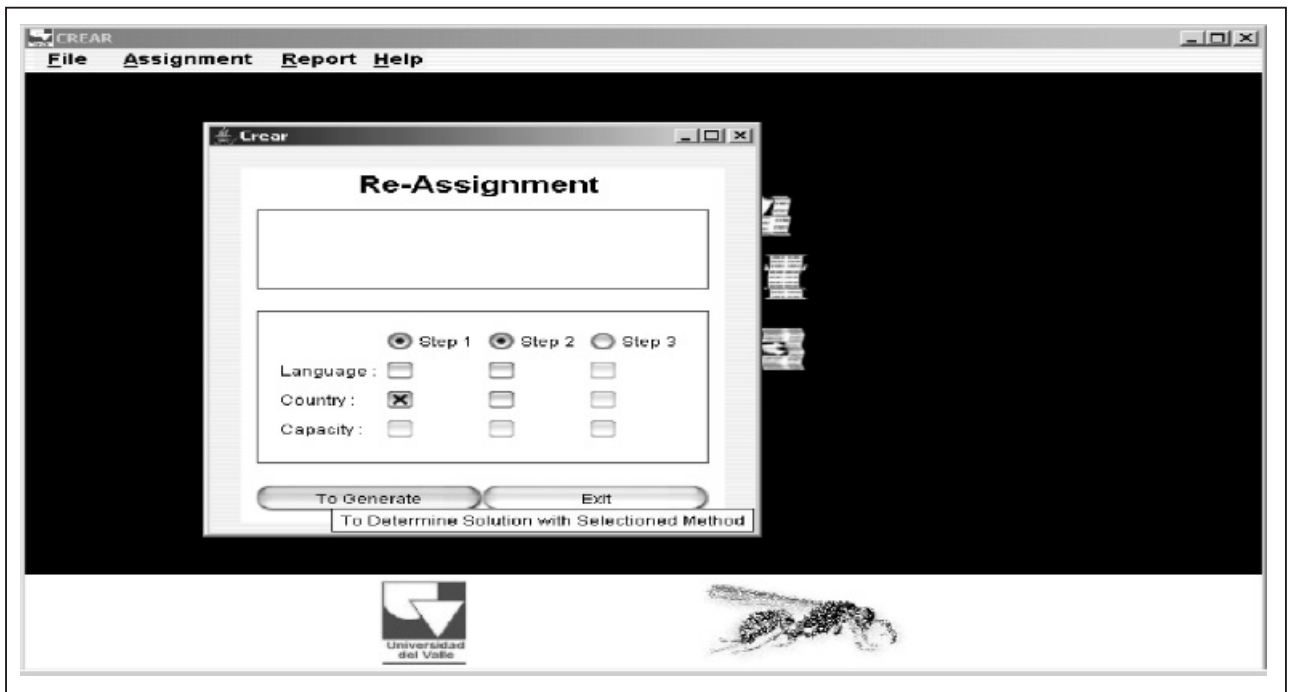 CREAR
File Assignment Report Help
Crear
Re-Assignment
Step 1 Step 2 Step 3
Language :
Country :
Capacity :
To Generate Exit
To Determine Solution with Selectioned Method
Universidad
del Valle